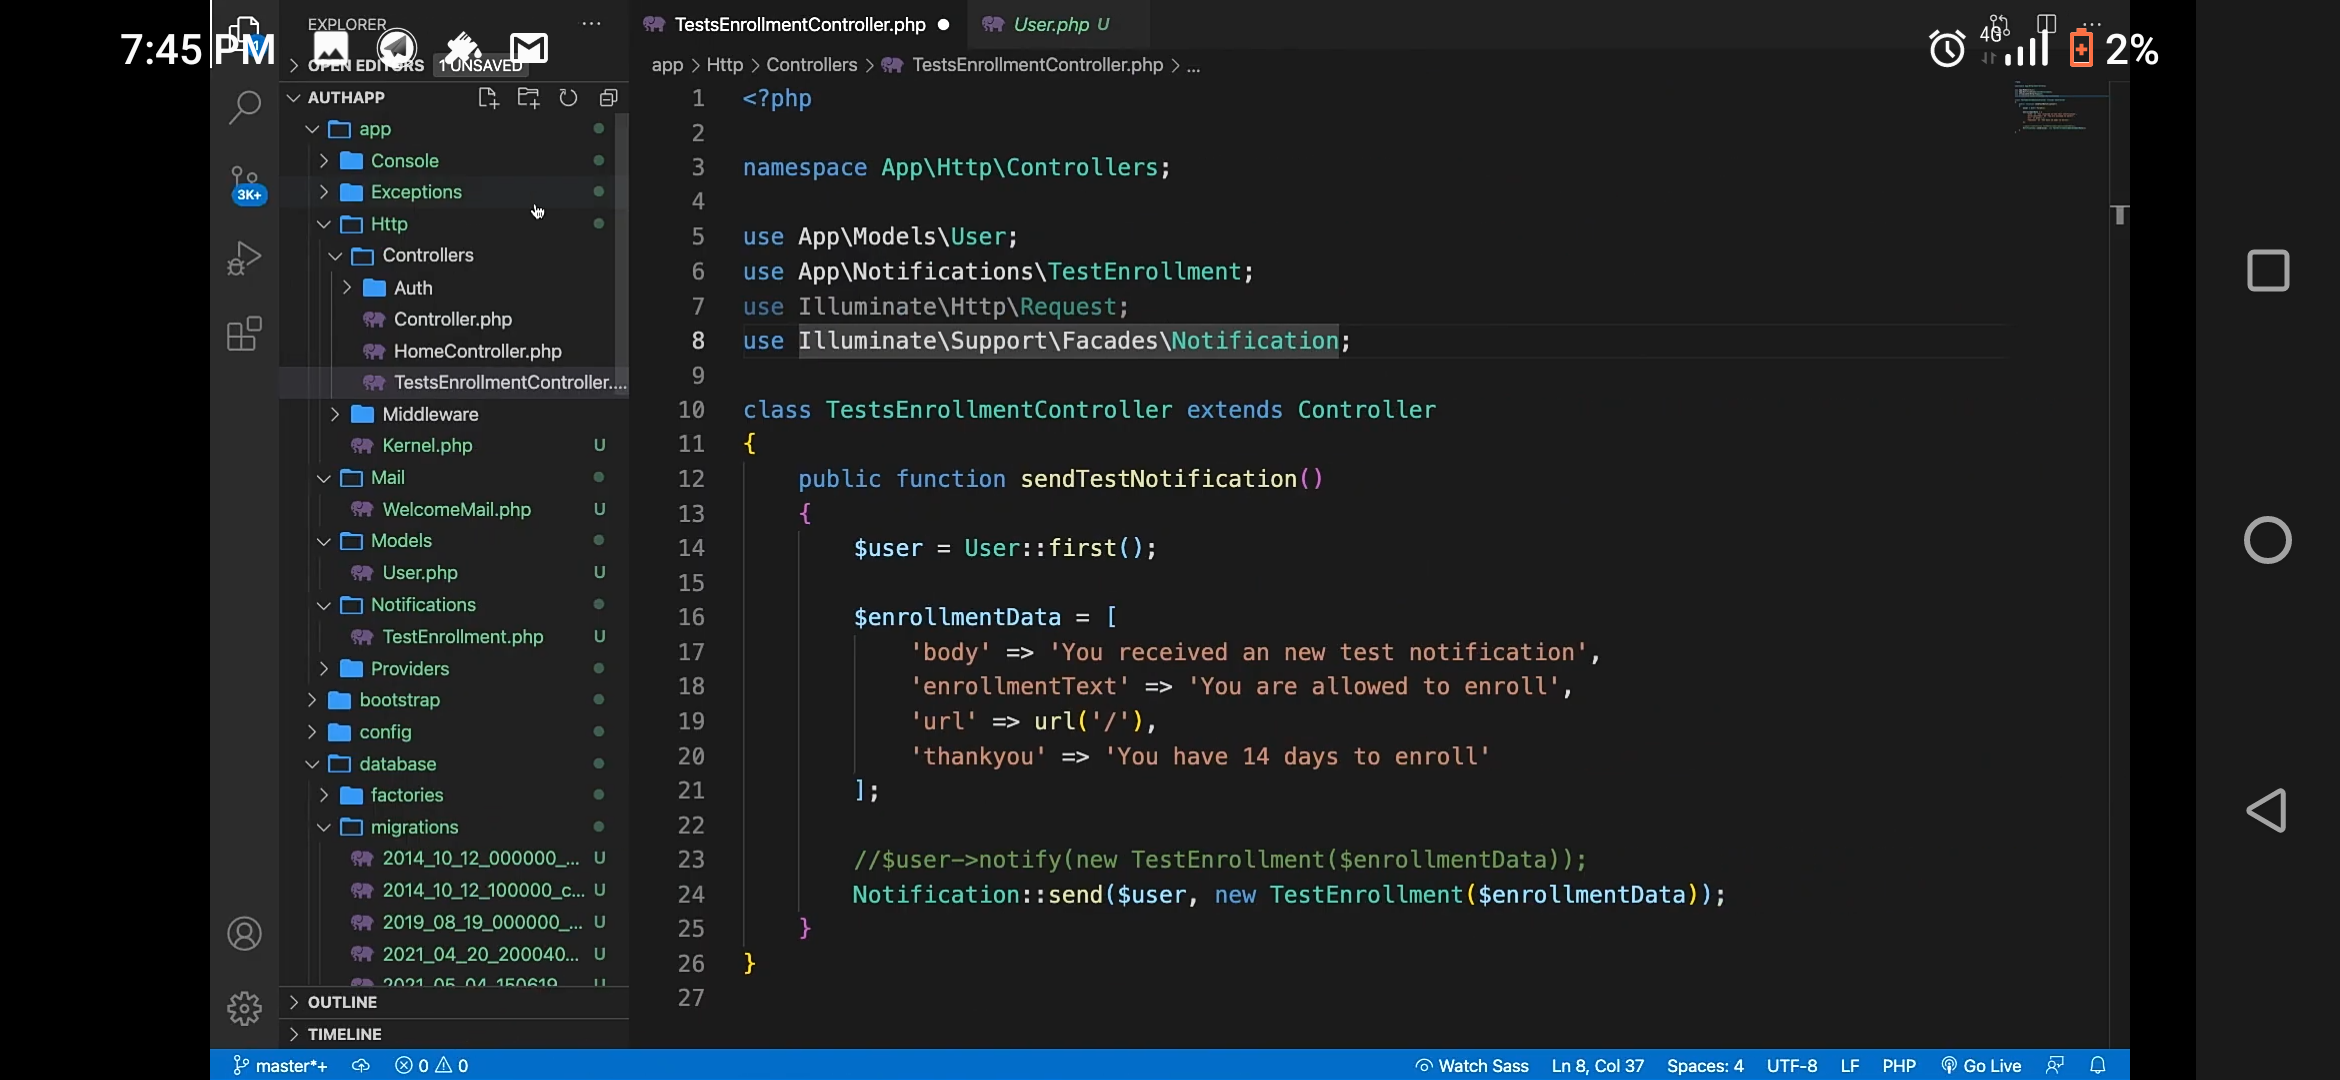 7:45 PM
4G
2%
EXPLORER
OPEN EDITORS 1 UNSAVED
AUTHAPP
app
Console
Exceptions
Http
Controllers
Auth
Controller.php
HomeController.php
TestsEnrollmentController....
Middleware
Kernel.php U
Mail
WelcomeMail.php U
Models
User.php U
Notifications
TestEnrollment.php U
Providers
bootstrap
config
database
factories
migrations
2014_10_12_000000_... U
2014_10_12_100000_c... U
2019_08_19_000000_... U
2021_04_20_200040... U
2021_05_04_150619 U
OUTLINE
TIMELINE
3K+
TestsEnrollmentController.php
User.php U
app > Http > Controllers > TestsEnrollmentController.php > ...
1 <?php
2
3 namespace App\Http\Controllers;
4
5 use App\Models\User;
6 use App\Notifications\TestEnrollment;
7 use Illuminate\Http\Request;
8 use Illuminate\Support\Facades\Notification;
9
10 class TestsEnrollmentController extends Controller
11 {
12 public function sendTestNotification()
13 {
14 $user = User::first();
15
16 $enrollmentData = [
17 'body' => 'You received an new test notification',
18 'enrollmentText' => 'You are allowed to enroll',
19 'url' => url('/'),
20 'thankyou' => 'You have 14 days to enroll'
21 ];
22
23 //$user->notify(new TestEnrollment($enrollmentData));
24 Notification::send($user, new TestEnrollment($enrollmentData));
25 }
26 }
27
master*+ 0 0 Watch Sass Ln 8, Col 37 Spaces: 4 UTF-8 LF PHP Go Live